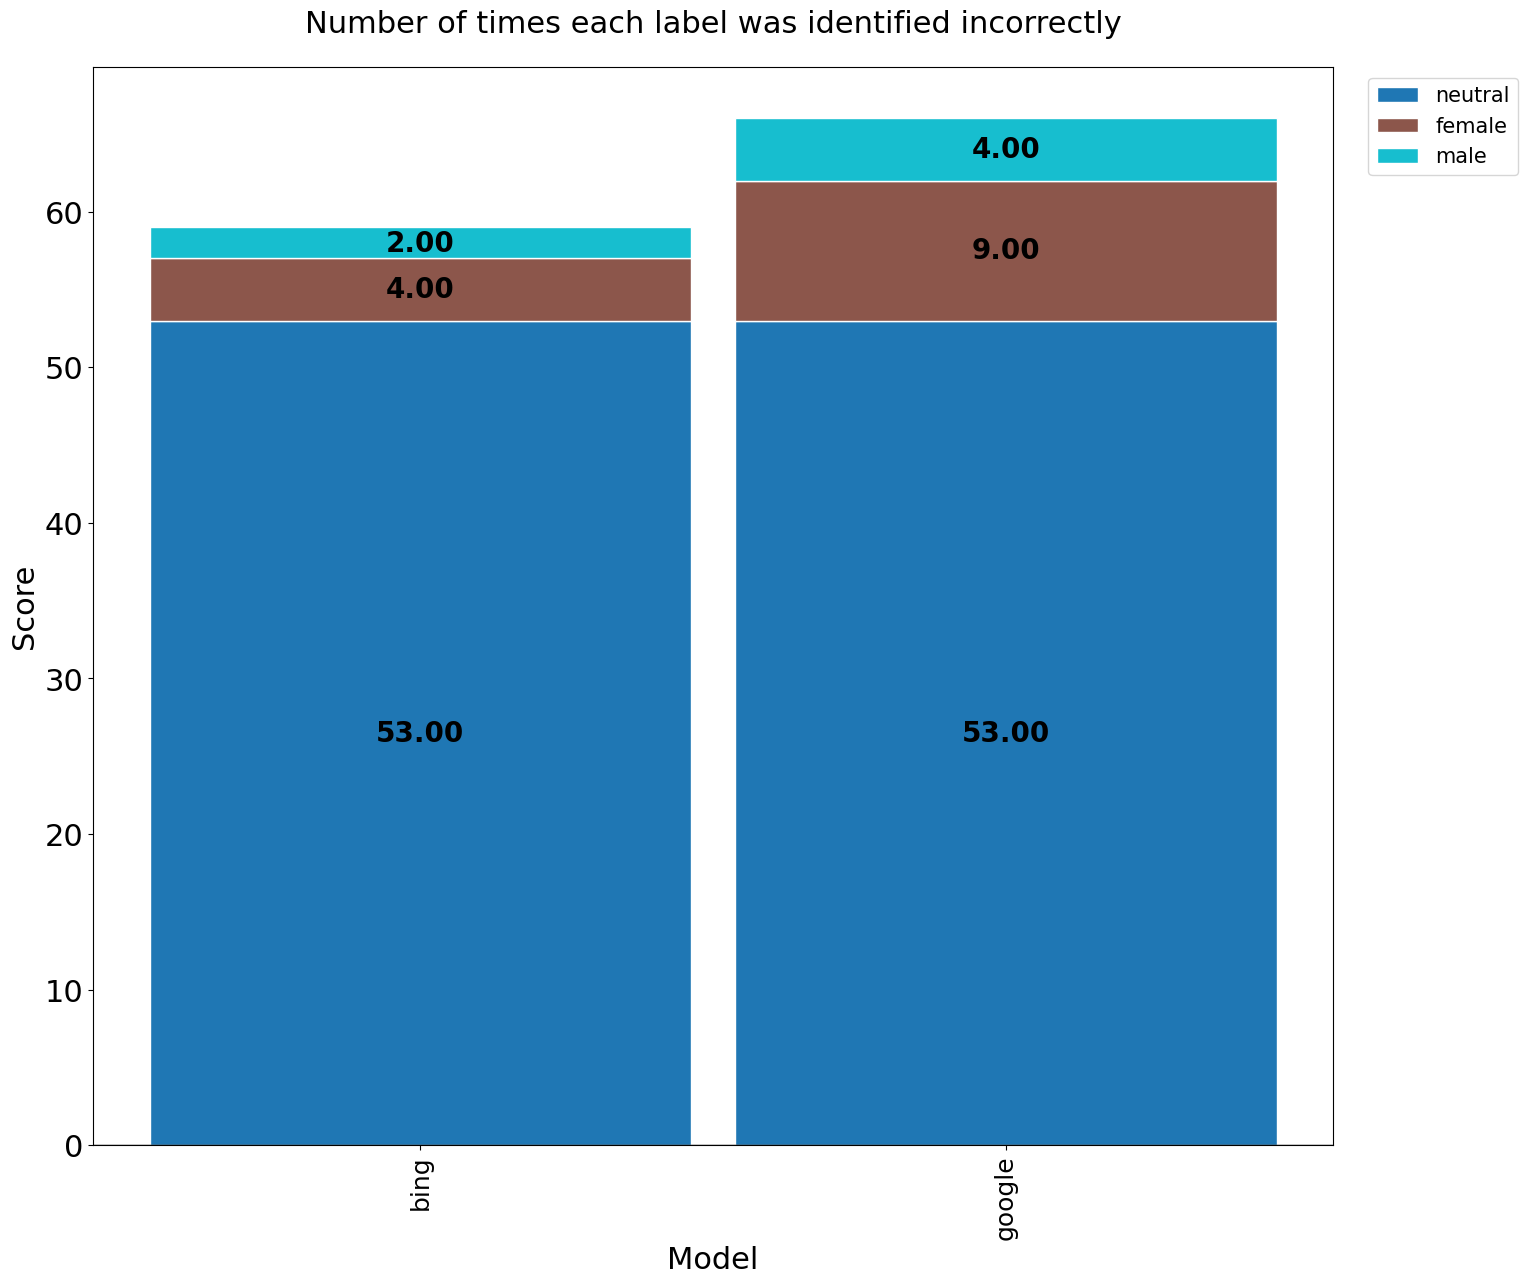 Number of times each label was identified incorrectly
neutral
female
male
Score
60
50
40
30
20
10
0
2.00
4.00
53.00
4.00
9.00
53.00
bing
google
Model